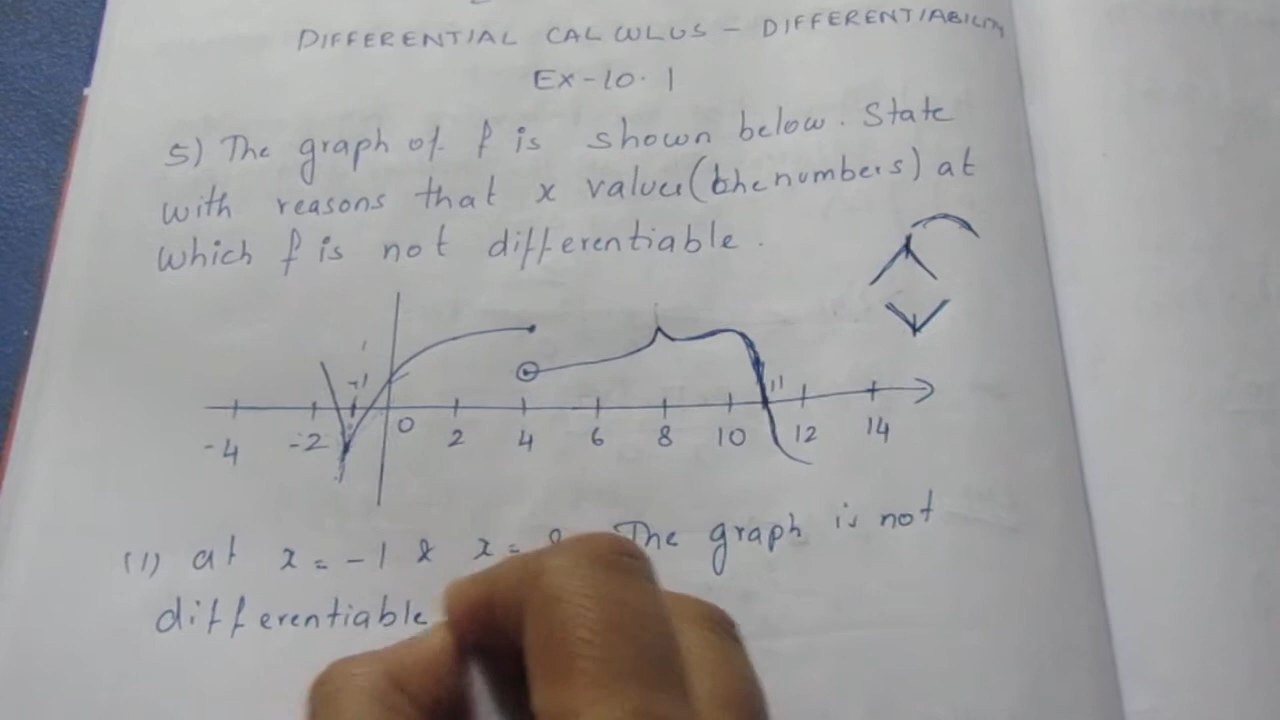 DIFFERENTIAL CALCULUS - DIFFERENTIABILITY
Ex-10.1
5) The graph of f is shown below. State
with reasons that x values (the numbers) at
which f is not differentiable.
-1
11
-4 -2 0 2 4 6 8 10 12 14
(1) at x = -1 & x = The graph is not
differentiable